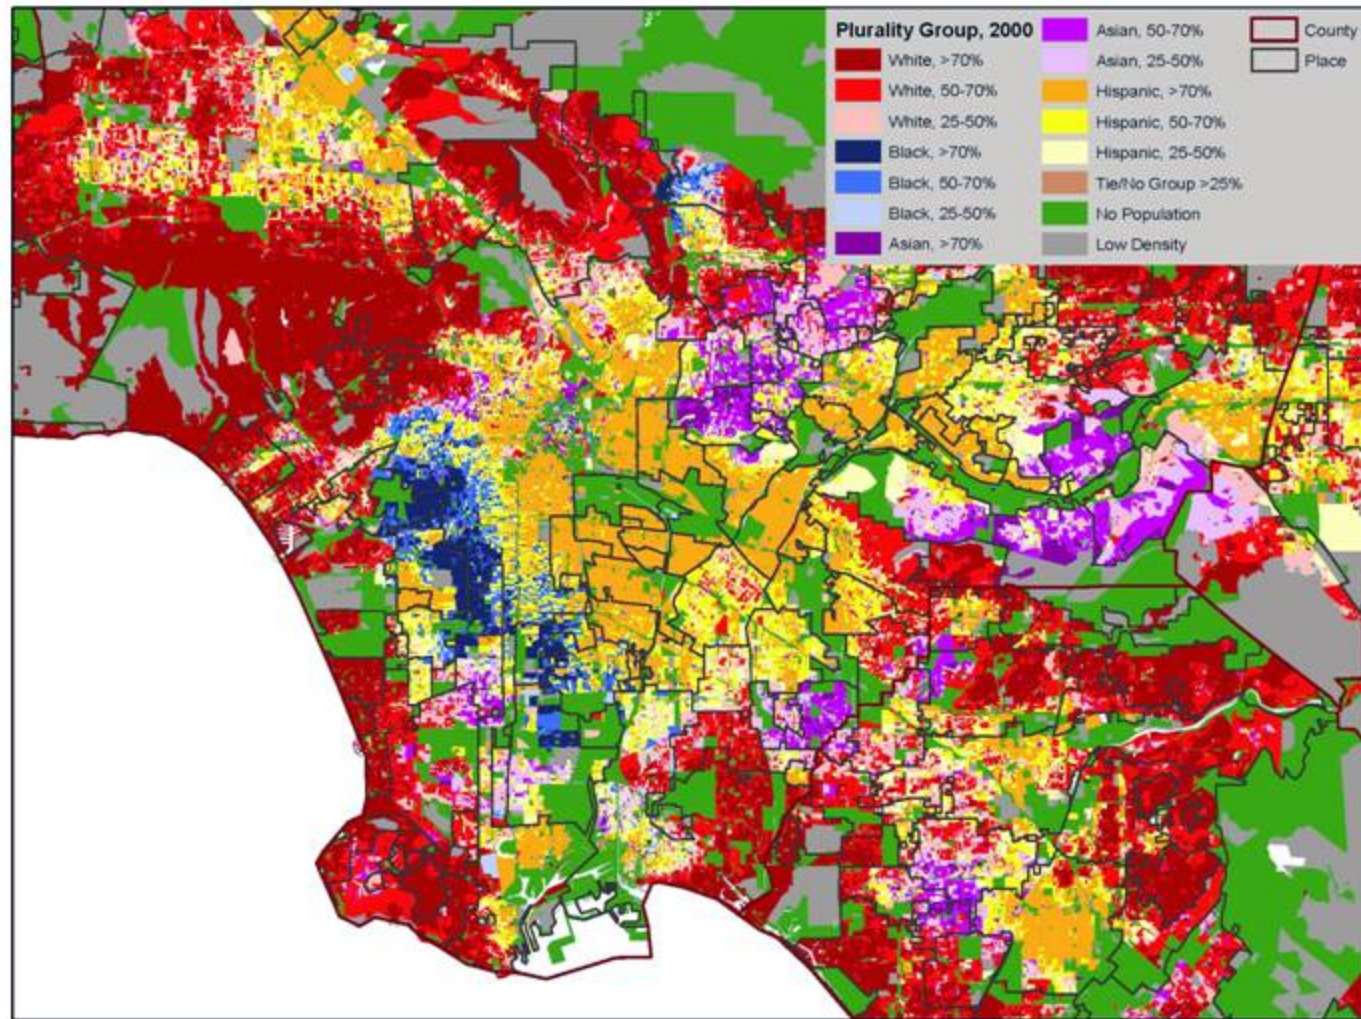 Plurality Group, 2000
White, >70%
White, 50-70%
White, 25-50%
Black, >70%
Black, 50-70%
Black, 25-50%
Asian, >70%
Asian, 50-70%
Asian, 25-50%
Hispanic, >70%
Hispanic, 50-70%
Hispanic, 25-50%
Tie/No Group >25%
No Population
Low Density
County
Place